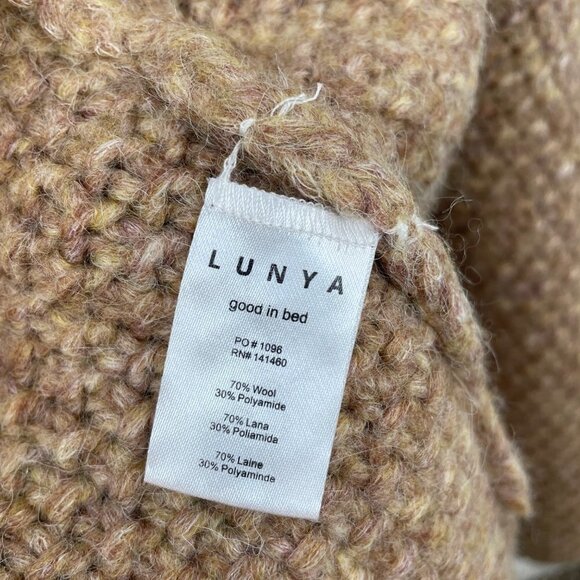 LUNYA
good in bed
PO# 1096
RN# 141460
70% Wool
30% Polyamide
70% Lana
30% Poliamida
70% Laine
30% Polyaminde